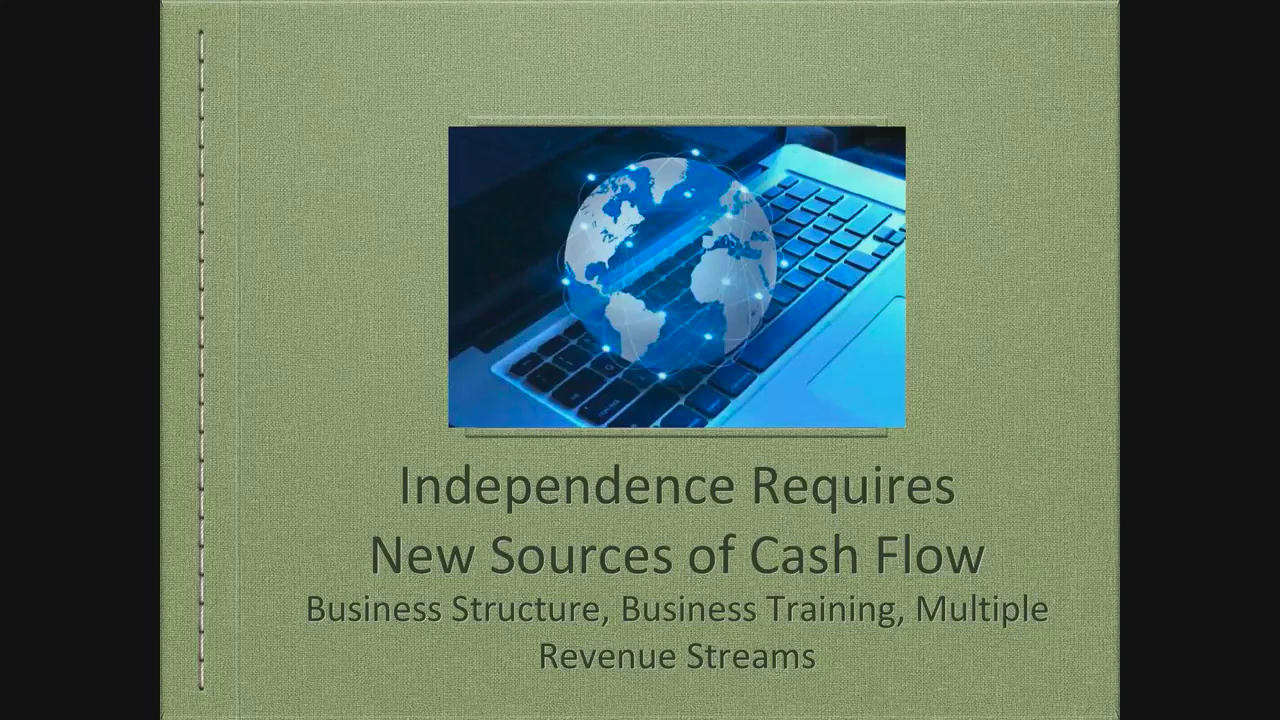 Independence Requires
New Sources of Cash Flow
Business Structure, Business Training, Multiple
Revenue Streams